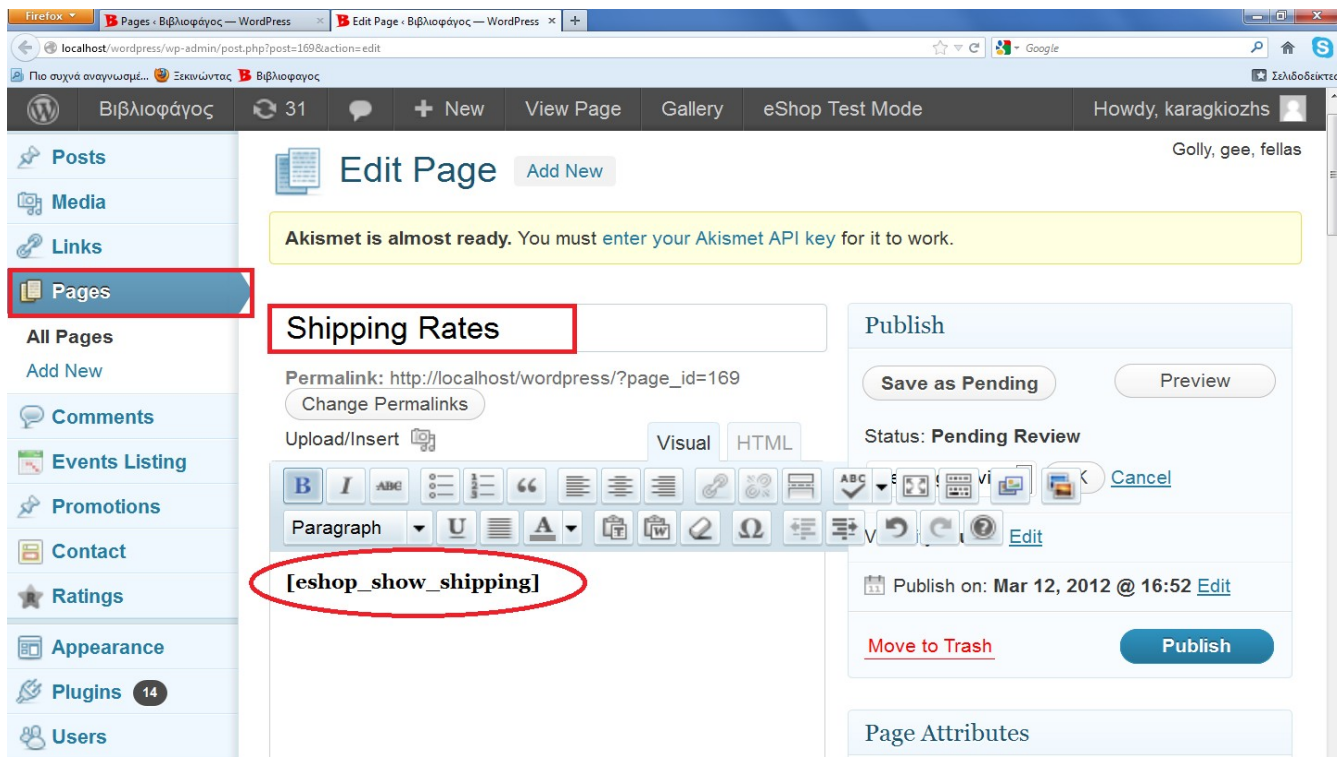 Firefox
Pages ‹ Βιβλιοφάγος — WordPress
Edit Page ‹ Βιβλιοφάγος — WordPress
localhost/wordpress/wp-admin/post.php?post=169&action=edit
Google
Πιο συχνά αναγνωσμέ... Ξεκινώντας Βιβλιοφαγος
Σελιδοδείκτες
Βιβλιοφάγος 31 New View Page Gallery eShop Test Mode Howdy, karagkiozhs
Golly, gee, fellas
Posts
Media
Links
Pages
All Pages
Add New
Comments
Events Listing
Promotions
Contact
Ratings
Appearance
Plugins 14
Users
Edit Page Add New
Akismet is almost ready. You must enter your Akismet API key for it to work.
Shipping Rates
Permalink: http://localhost/wordpress/?page_id=169
Change Permalinks
Upload/Insert
Visual HTML
B I ABC ABC
Paragraph U A
[eshop_show_shipping]
Publish
Save as Pending Preview
Status: Pending Review
Cancel
Edit
Publish on: Mar 12, 2012 @ 16:52 Edit
Move to Trash Publish
Page Attributes